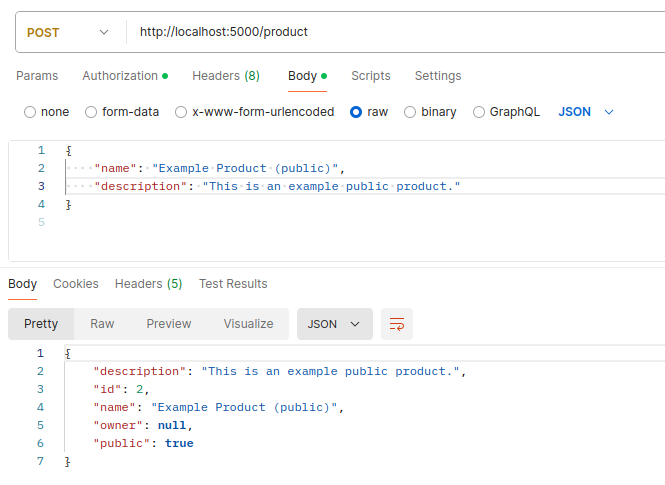 POST http://localhost:5000/product
Params Authorization Headers (8) Body Scripts Settings
none form-data x-www-form-urlencoded raw binary GraphQL JSON
1 {
2 "name": "Example Product (public)",
3 "description": "This is an example public product."
4 }
5
Body Cookies Headers (5) Test Results
Pretty Raw Preview Visualize JSON
1 {
2 "description": "This is an example public product.",
3 "id": 2,
4 "name": "Example Product (public)",
5 "owner": null,
6 "public": true
7 }